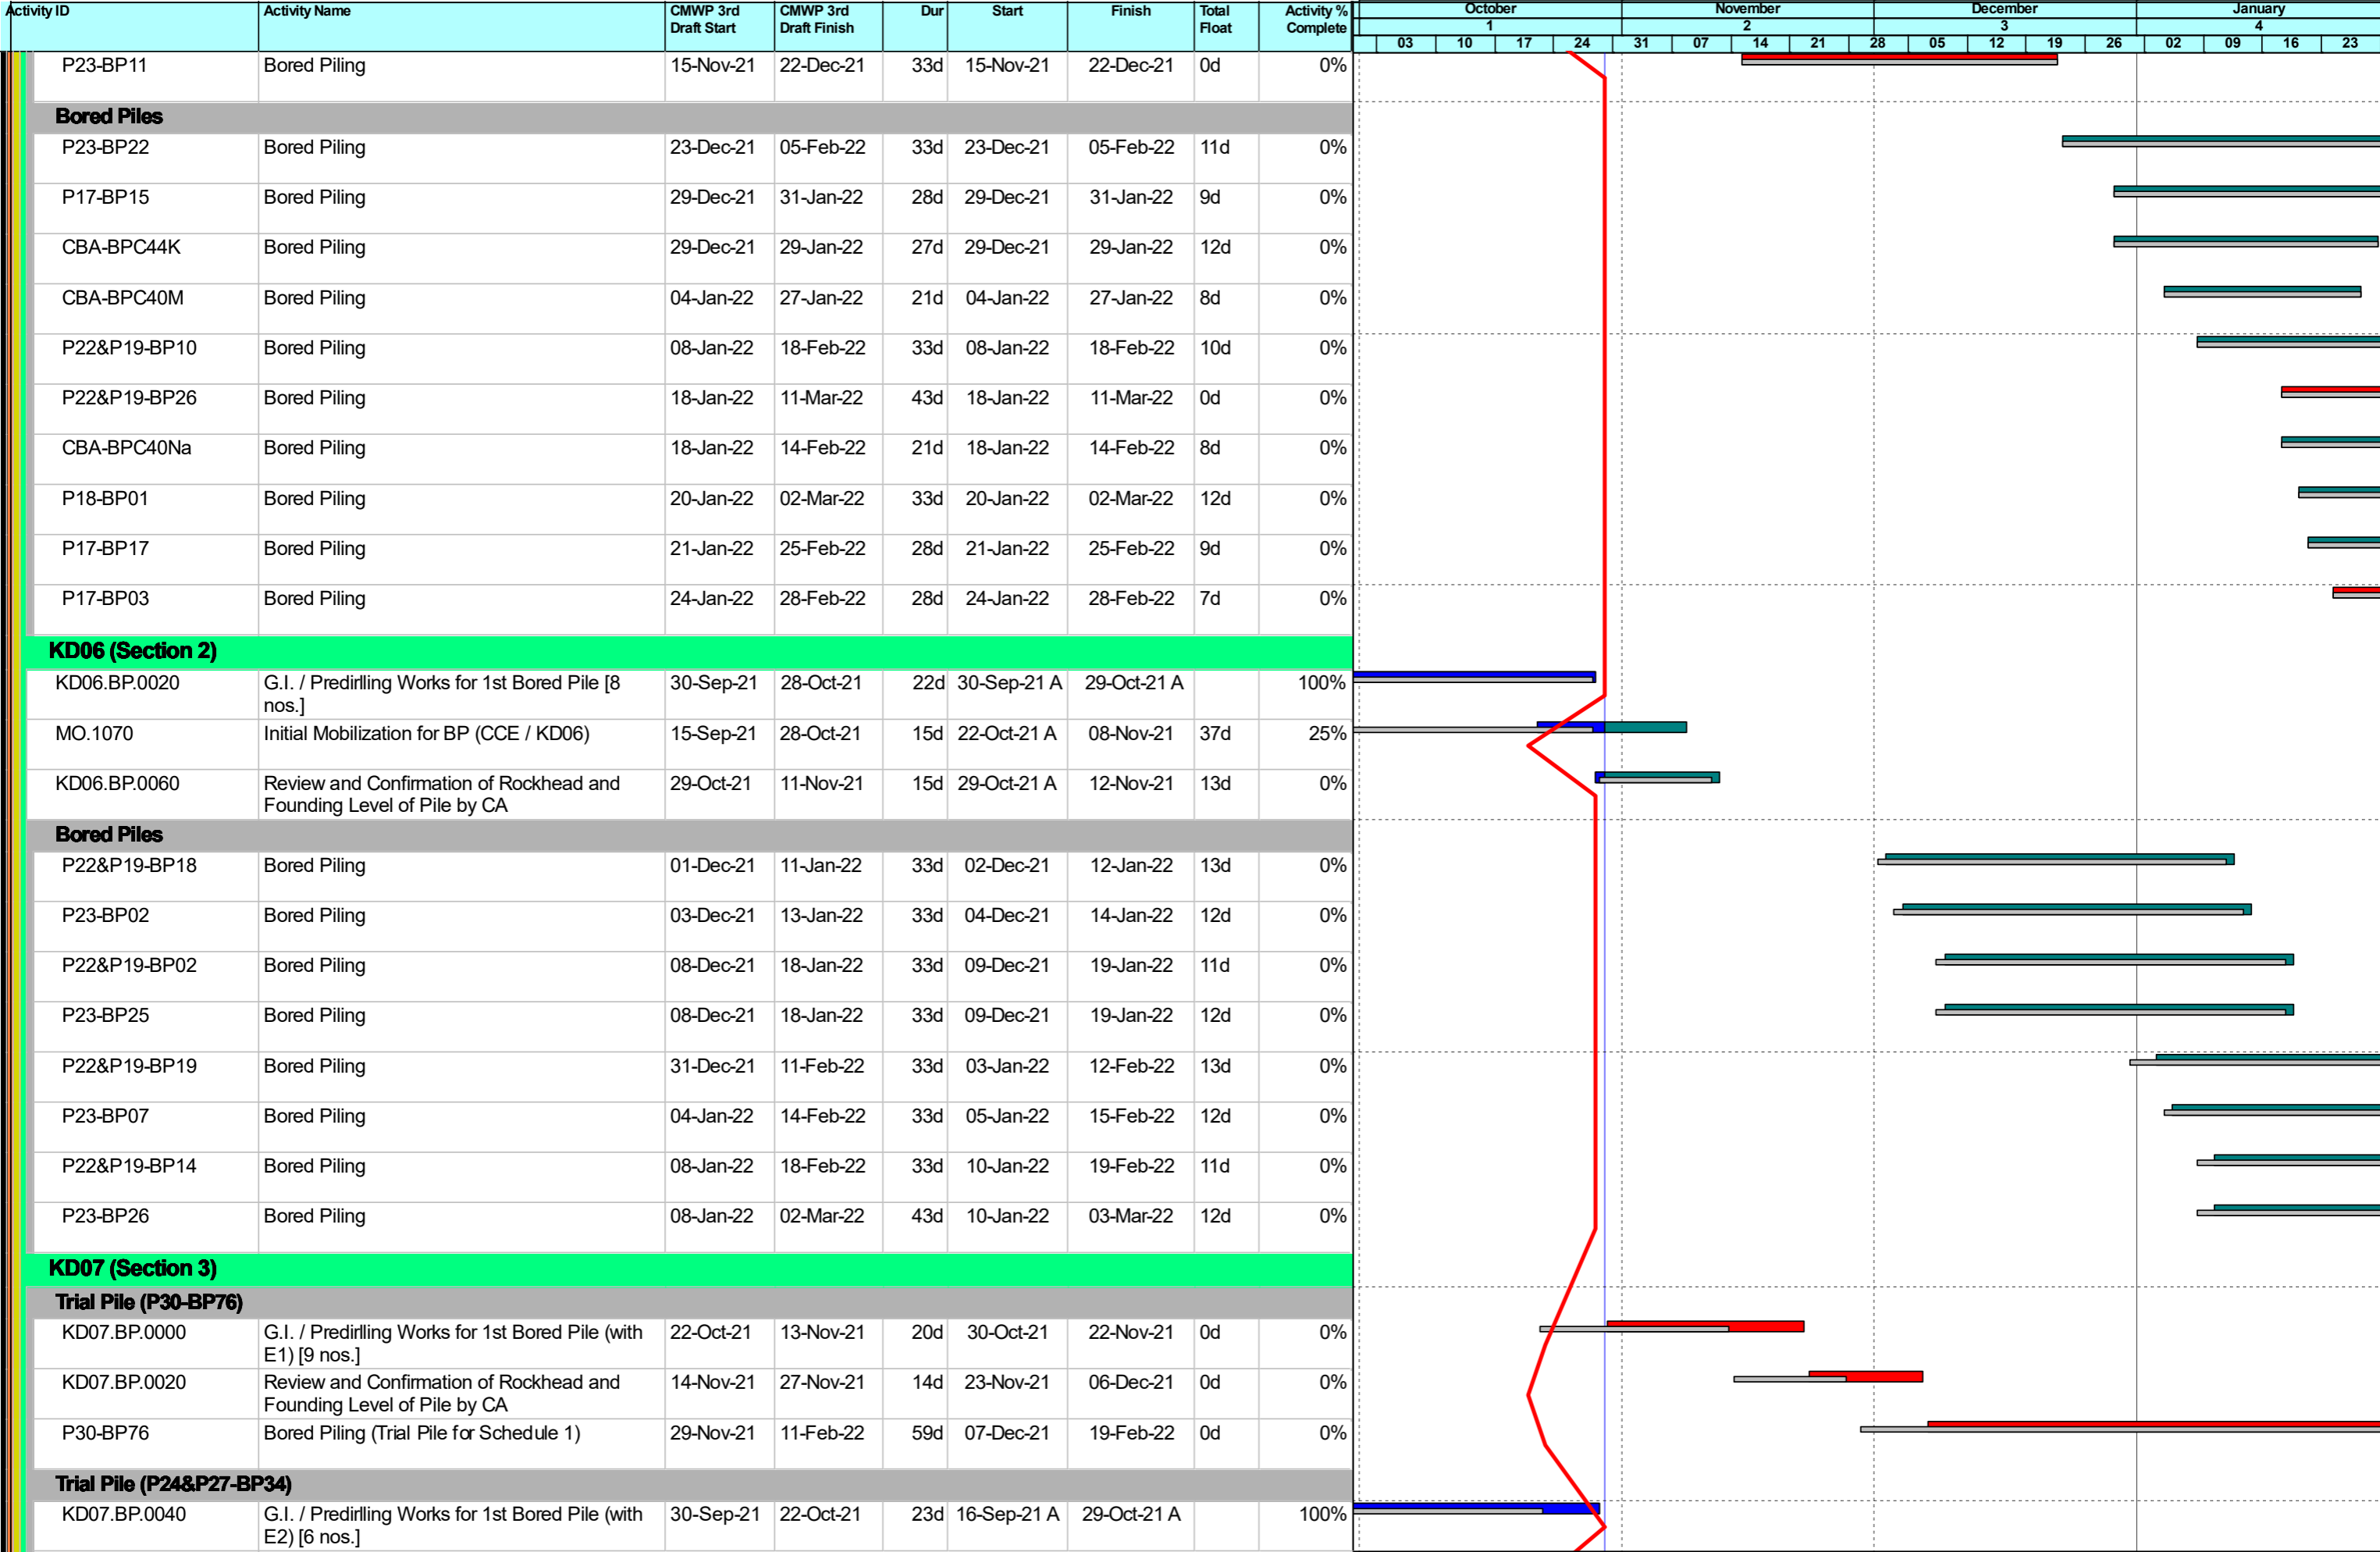 Activity ID Activity Name CMWP 3rd Draft Start CMWP 3rd Draft Finish Dur Start Finish Total Float Activity % Complete October November December January
1 2 3 4
03 10 17 24 31 07 14 21 28 05 12 19 26 02 09 16 23
P23-BP11 Bored Piling 15-Nov-21 22-Dec-21 33d 15-Nov-21 22-Dec-21 0d 0%
Bored Piles
P23-BP22 Bored Piling 23-Dec-21 05-Feb-22 33d 23-Dec-21 05-Feb-22 11d 0%
P17-BP15 Bored Piling 29-Dec-21 31-Jan-22 28d 29-Dec-21 31-Jan-22 9d 0%
CBA-BPC44K Bored Piling 29-Dec-21 29-Jan-22 27d 29-Dec-21 29-Jan-22 12d 0%
CBA-BPC40M Bored Piling 04-Jan-22 27-Jan-22 21d 04-Jan-22 27-Jan-22 8d 0%
P22&P19-BP10 Bored Piling 08-Jan-22 18-Feb-22 33d 08-Jan-22 18-Feb-22 10d 0%
P22&P19-BP26 Bored Piling 18-Jan-22 11-Mar-22 43d 18-Jan-22 11-Mar-22 0d 0%
CBA-BPC40Na Bored Piling 18-Jan-22 14-Feb-22 21d 18-Jan-22 14-Feb-22 8d 0%
P18-BP01 Bored Piling 20-Jan-22 02-Mar-22 33d 20-Jan-22 02-Mar-22 12d 0%
P17-BP17 Bored Piling 21-Jan-22 25-Feb-22 28d 21-Jan-22 25-Feb-22 9d 0%
P17-BP03 Bored Piling 24-Jan-22 28-Feb-22 28d 24-Jan-22 28-Feb-22 7d 0%
KD06 (Section 2)
KD06.BP.0020 G.I. / Predirlling Works for 1st Bored Pile [8 30-Sep-21 28-Oct-21 22d 30-Sep-21 A 29-Oct-21 A 100%
nos.]
MO.1070 Initial Mobilization for BP (CCE / KD06) 15-Sep-21 28-Oct-21 15d 22-Oct-21 A 08-Nov-21 37d 25%
KD06.BP.0060 Review and Confirmation of Rockhead and 29-Oct-21 11-Nov-21 15d 29-Oct-21 A 12-Nov-21 13d 0%
Founding Level of Pile by CA
Bored Piles
P22&P19-BP18 Bored Piling 01-Dec-21 11-Jan-22 33d 02-Dec-21 12-Jan-22 13d 0%
P23-BP02 Bored Piling 03-Dec-21 13-Jan-22 33d 04-Dec-21 14-Jan-22 12d 0%
P22&P19-BP02 Bored Piling 08-Dec-21 18-Jan-22 33d 09-Dec-21 19-Jan-22 11d 0%
P23-BP25 Bored Piling 08-Dec-21 18-Jan-22 33d 09-Dec-21 19-Jan-22 12d 0%
P22&P19-BP19 Bored Piling 31-Dec-21 11-Feb-22 33d 03-Jan-22 12-Feb-22 13d 0%
P23-BP07 Bored Piling 04-Jan-22 14-Feb-22 33d 05-Jan-22 15-Feb-22 12d 0%
P22&P19-BP14 Bored Piling 08-Jan-22 18-Feb-22 33d 10-Jan-22 19-Feb-22 11d 0%
P23-BP26 Bored Piling 08-Jan-22 02-Mar-22 43d 10-Jan-22 03-Mar-22 12d 0%
KD07 (Section 3)
Trial Pile (P30-BP76)
KD07.BP.0000 G.I. / Predirlling Works for 1st Bored Pile (with 22-Oct-21 13-Nov-21 20d 30-Oct-21 22-Nov-21 0d 0%
E1) [9 nos.]
KD07.BP.0020 Review and Confirmation of Rockhead and 14-Nov-21 27-Nov-21 14d 23-Nov-21 06-Dec-21 0d 0%
Founding Level of Pile by CA
P30-BP76 Bored Piling (Trial Pile for Schedule 1) 29-Nov-21 11-Feb-22 59d 07-Dec-21 19-Feb-22 0d 0%
Trial Pile (P24&P27-BP34)
KD07.BP.0040 G.I. / Predirlling Works for 1st Bored Pile (with 30-Sep-21 22-Oct-21 23d 16-Sep-21 A 29-Oct-21 A 100%
E2) [6 nos.]